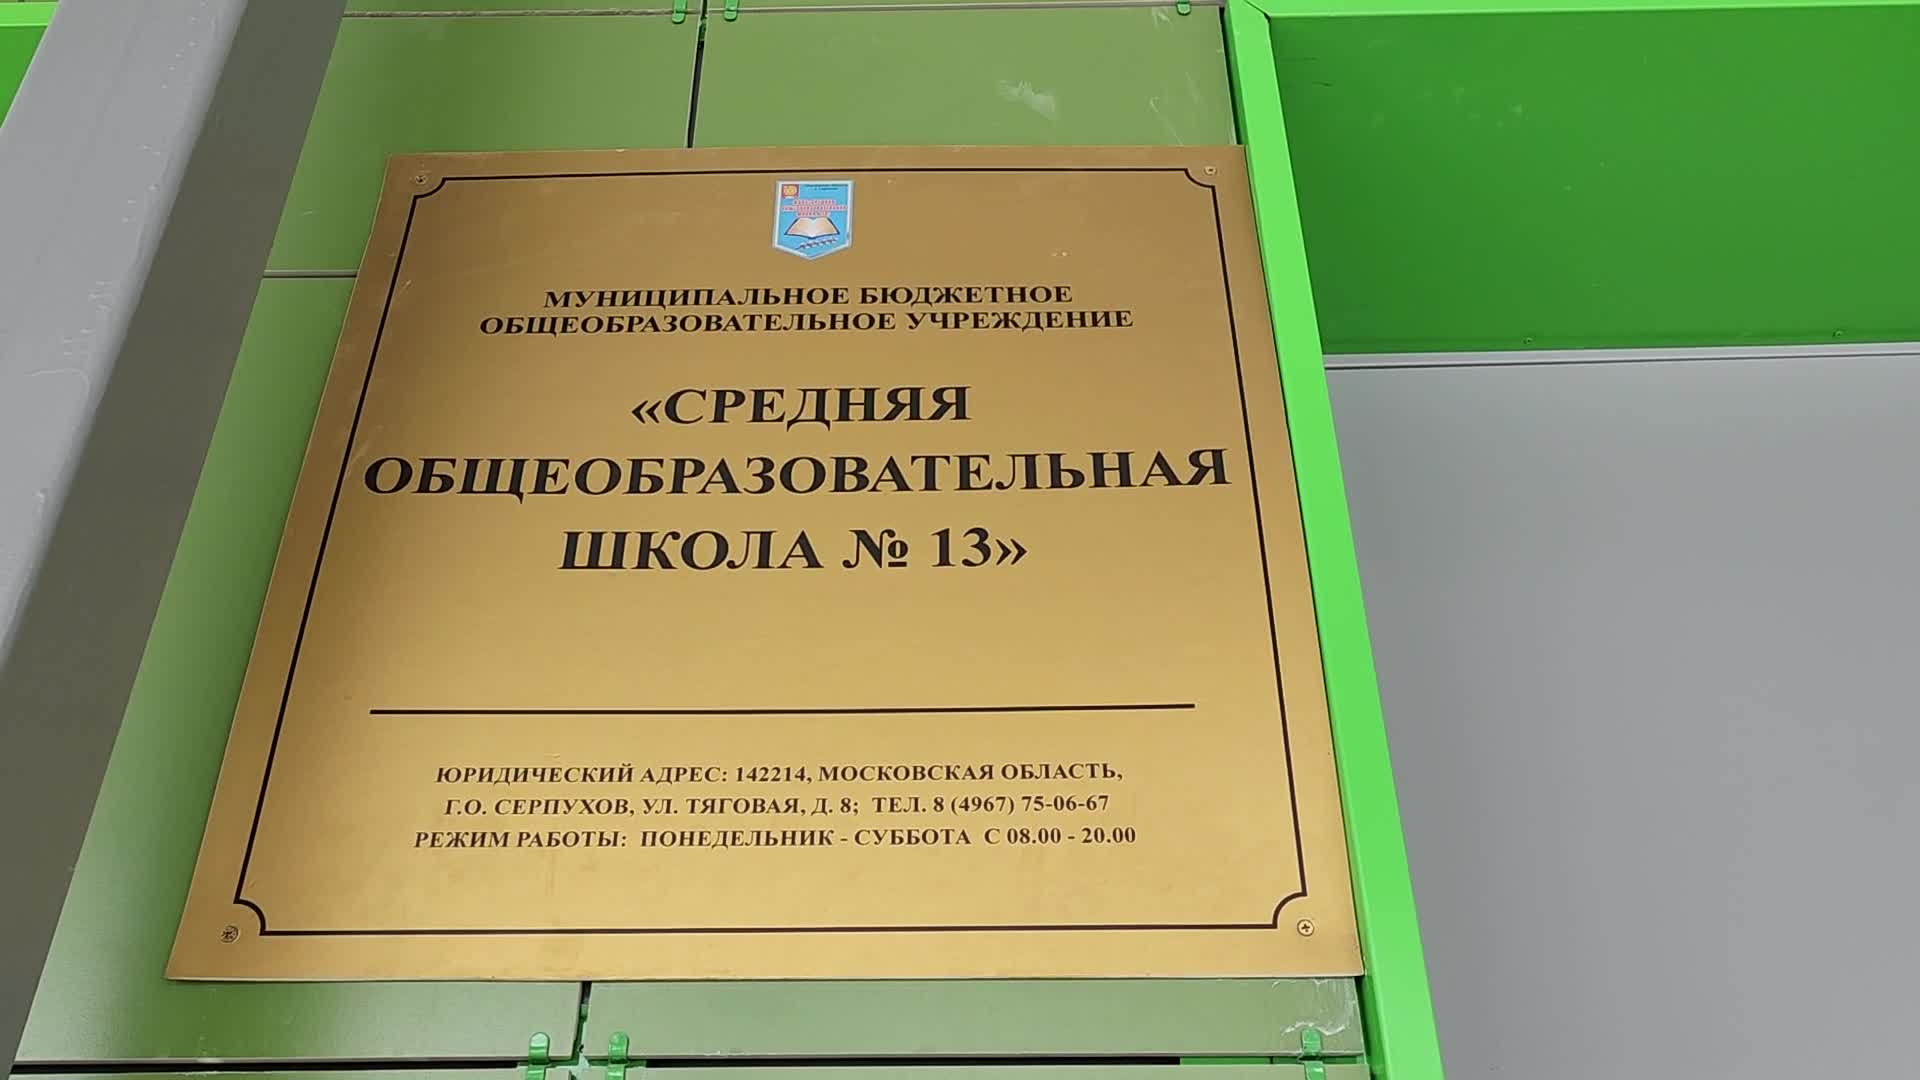 МУНИЦИПАЛЬНОЕ БЮДЖЕТНОЕ
ОБЩЕОБРАЗОВАТЕЛЬНОЕ УЧРЕЖДЕНИЕ
«СРЕДНЯЯ
ОБЩЕОБРАЗОВАТЕЛЬНАЯ
ШКОЛА № 13»
ЮРИДИЧЕСКИЙ АДРЕС: 142214, МОСКОВСКАЯ ОБЛАСТЬ,
Г.О. СЕРПУХОВ, УЛ. ТЯГОВАЯ, Д. 8; ТЕЛ. 8 (4967) 75-06-67
РЕЖИМ РАБОТЫ: ПОНЕДЕЛЬНИК - СУББОТА С 08.00 - 20.00